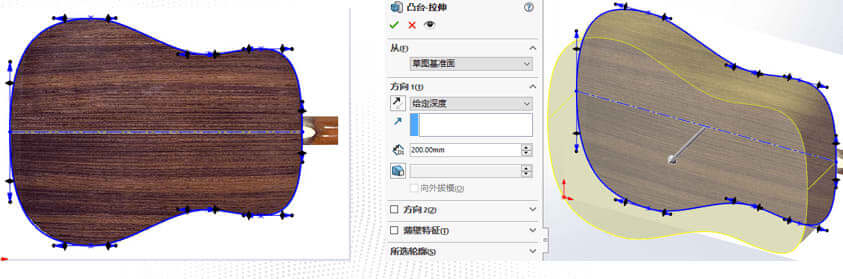 凸台-拉伸
从(F)
草图基准面
方向 1(1)
给定深度
200.00mm
向外拔模(O)
方向 2(2)
薄壁特征(T)
所选轮廓(S)